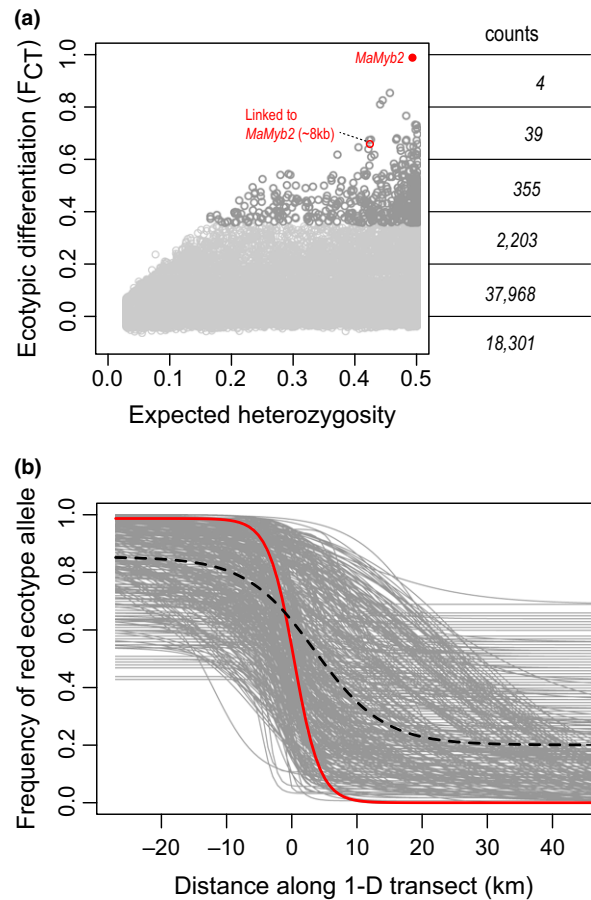 (a)
counts
Ecotypic differentiation (FCT)
1.0
0.8
0.6
0.4
0.2
0.0
MaMyb2
Linked to
MaMyb2 (~8kb)
4
39
355
2,203
37,968
18,301
0.0 0.1 0.2 0.3 0.4 0.5
Expected heterozygosity
(b)
Frequency of red ecotype allele
1.0
0.8
0.6
0.4
0.2
0.0
–20 –10 0 10 20 30 40
Distance along 1-D transect (km)